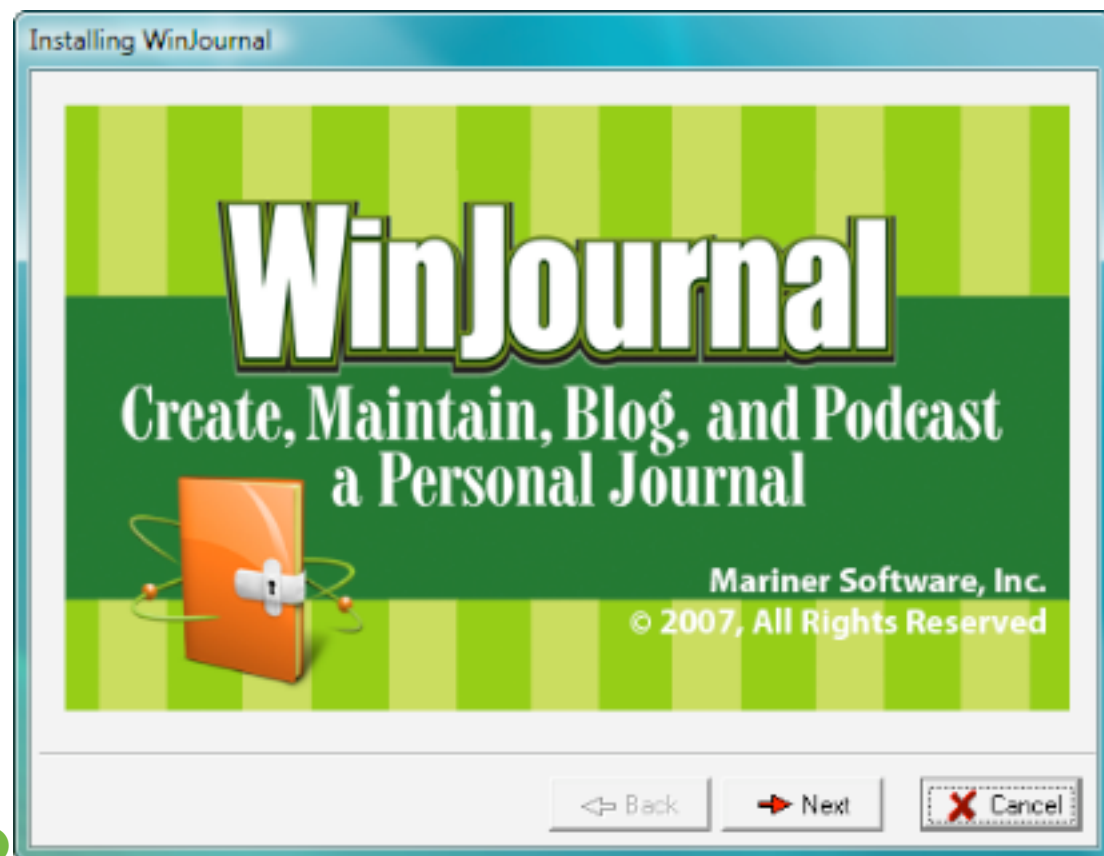 Installing WinJournal
WinJournal
Create, Maintain, Blog, and Podcast
a Personal Journal
Mariner Software, Inc.
© 2007, All Rights Reserved
Back
Next
Cancel